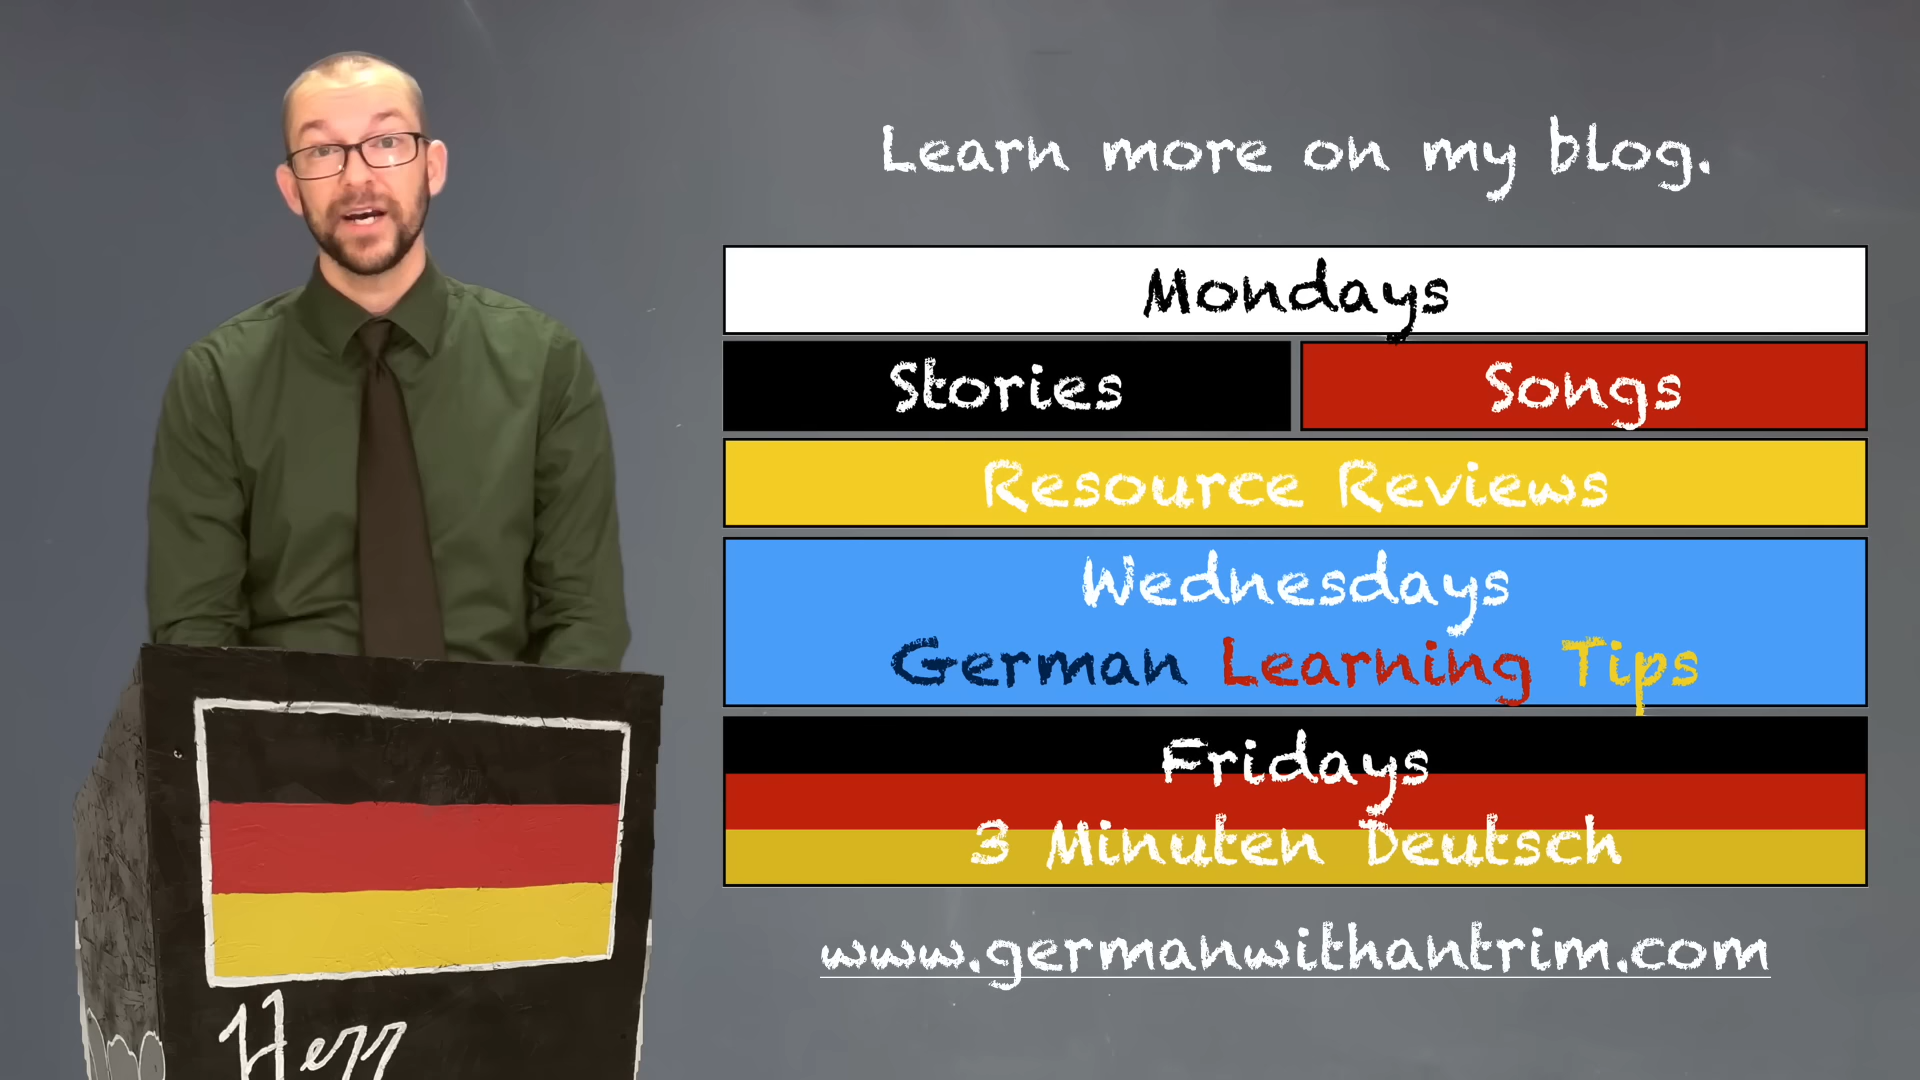 Learn more on my blog.
Mondays
Stories
Songs
Resource Reviews
Wednesdays
German Learning Tips
Fridays
3 Minuten Deutsch
www.germanwithantrim.com
Herr